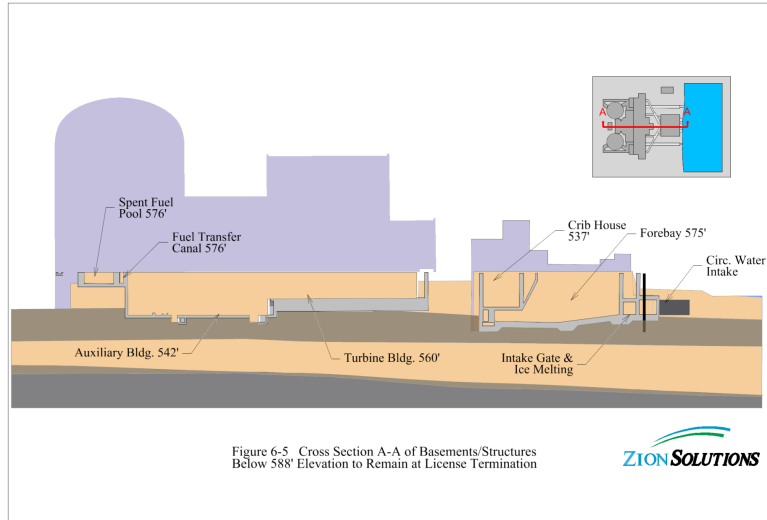 A
A
Spent Fuel
Pool 576'
Fuel Transfer
Canal 576'
Crib House
537'
Forebay 575'
Circ. Water
Intake
Auxiliary Bldg. 542'
Turbine Bldg. 560'
Intake Gate &
Ice Melting
Figure 6-5 Cross Section A-A of Basements/Structures
Below 588' Elevation to Remain at License Termination
ZIONSOLUTIONS